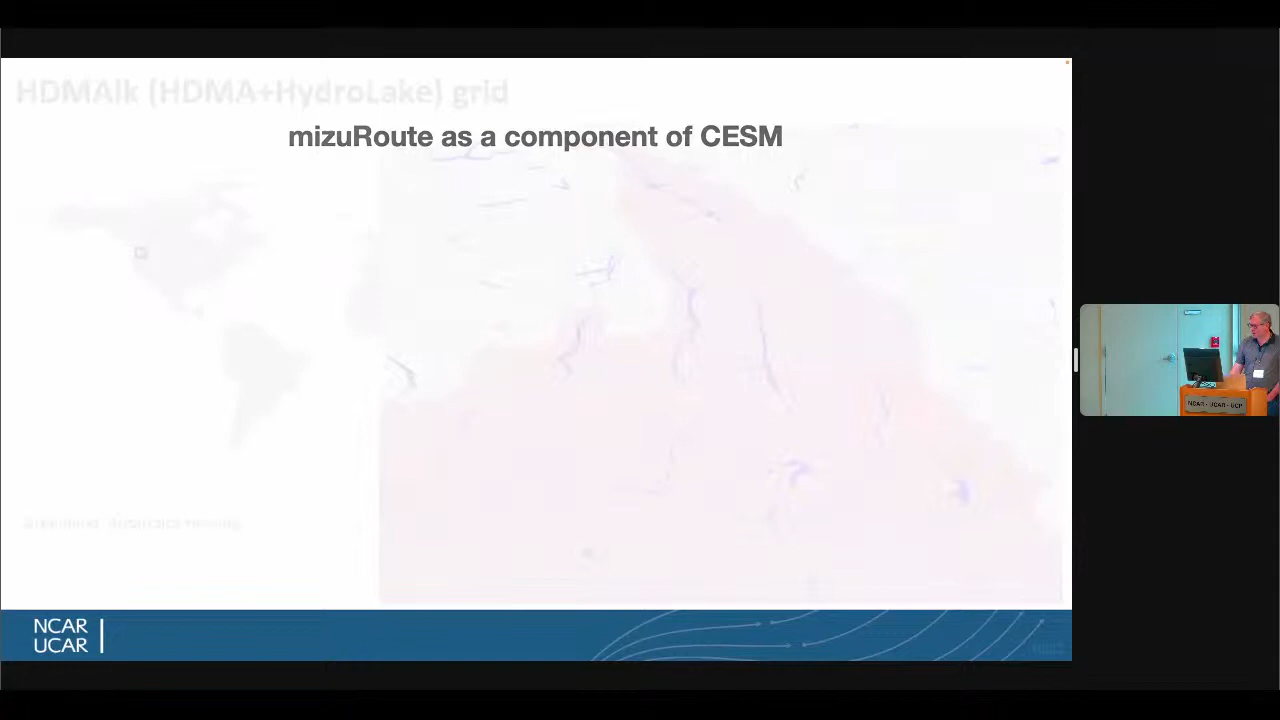 HDMAlk (HDMA+HydroLake) grid
mizuRoute as a component of CESM
NCAR
UCAR
NCAR - UCAR - UCP